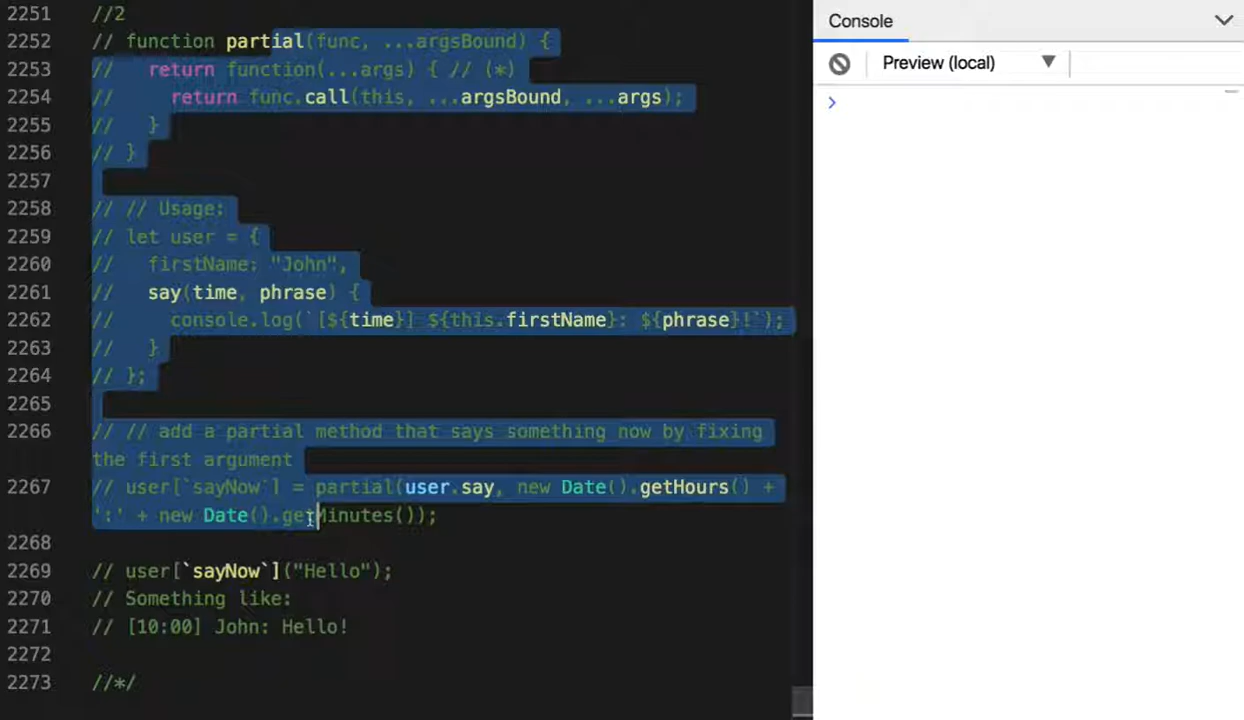 2251 //2
2252 // function partial(func, ...argsBound) {
2253 //   return function(...args) { // (*)
2254 //     return func.call(this, ...argsBound, ...args);
2255 //   }
2256 // }
2257
2258 // // Usage:
2259 // let user = {
2260 //   firstName: "John",
2261 //   say(time, phrase) {
2262 //     console.log(`[${time}] ${this.firstName}: ${phrase}!`);
2263 //   }
2264 // };
2265
2266 // // add a partial method that says something now by fixing
the first argument
2267 // user[`sayNow`] = partial(user.say, new Date().getHours() +
':' + new Date().getMinutes());
2268
2269 // user[`sayNow`]("Hello");
2270 // Something like:
2271 // [10:00] John: Hello!
2272
2273 //*/
Console
Preview (local)